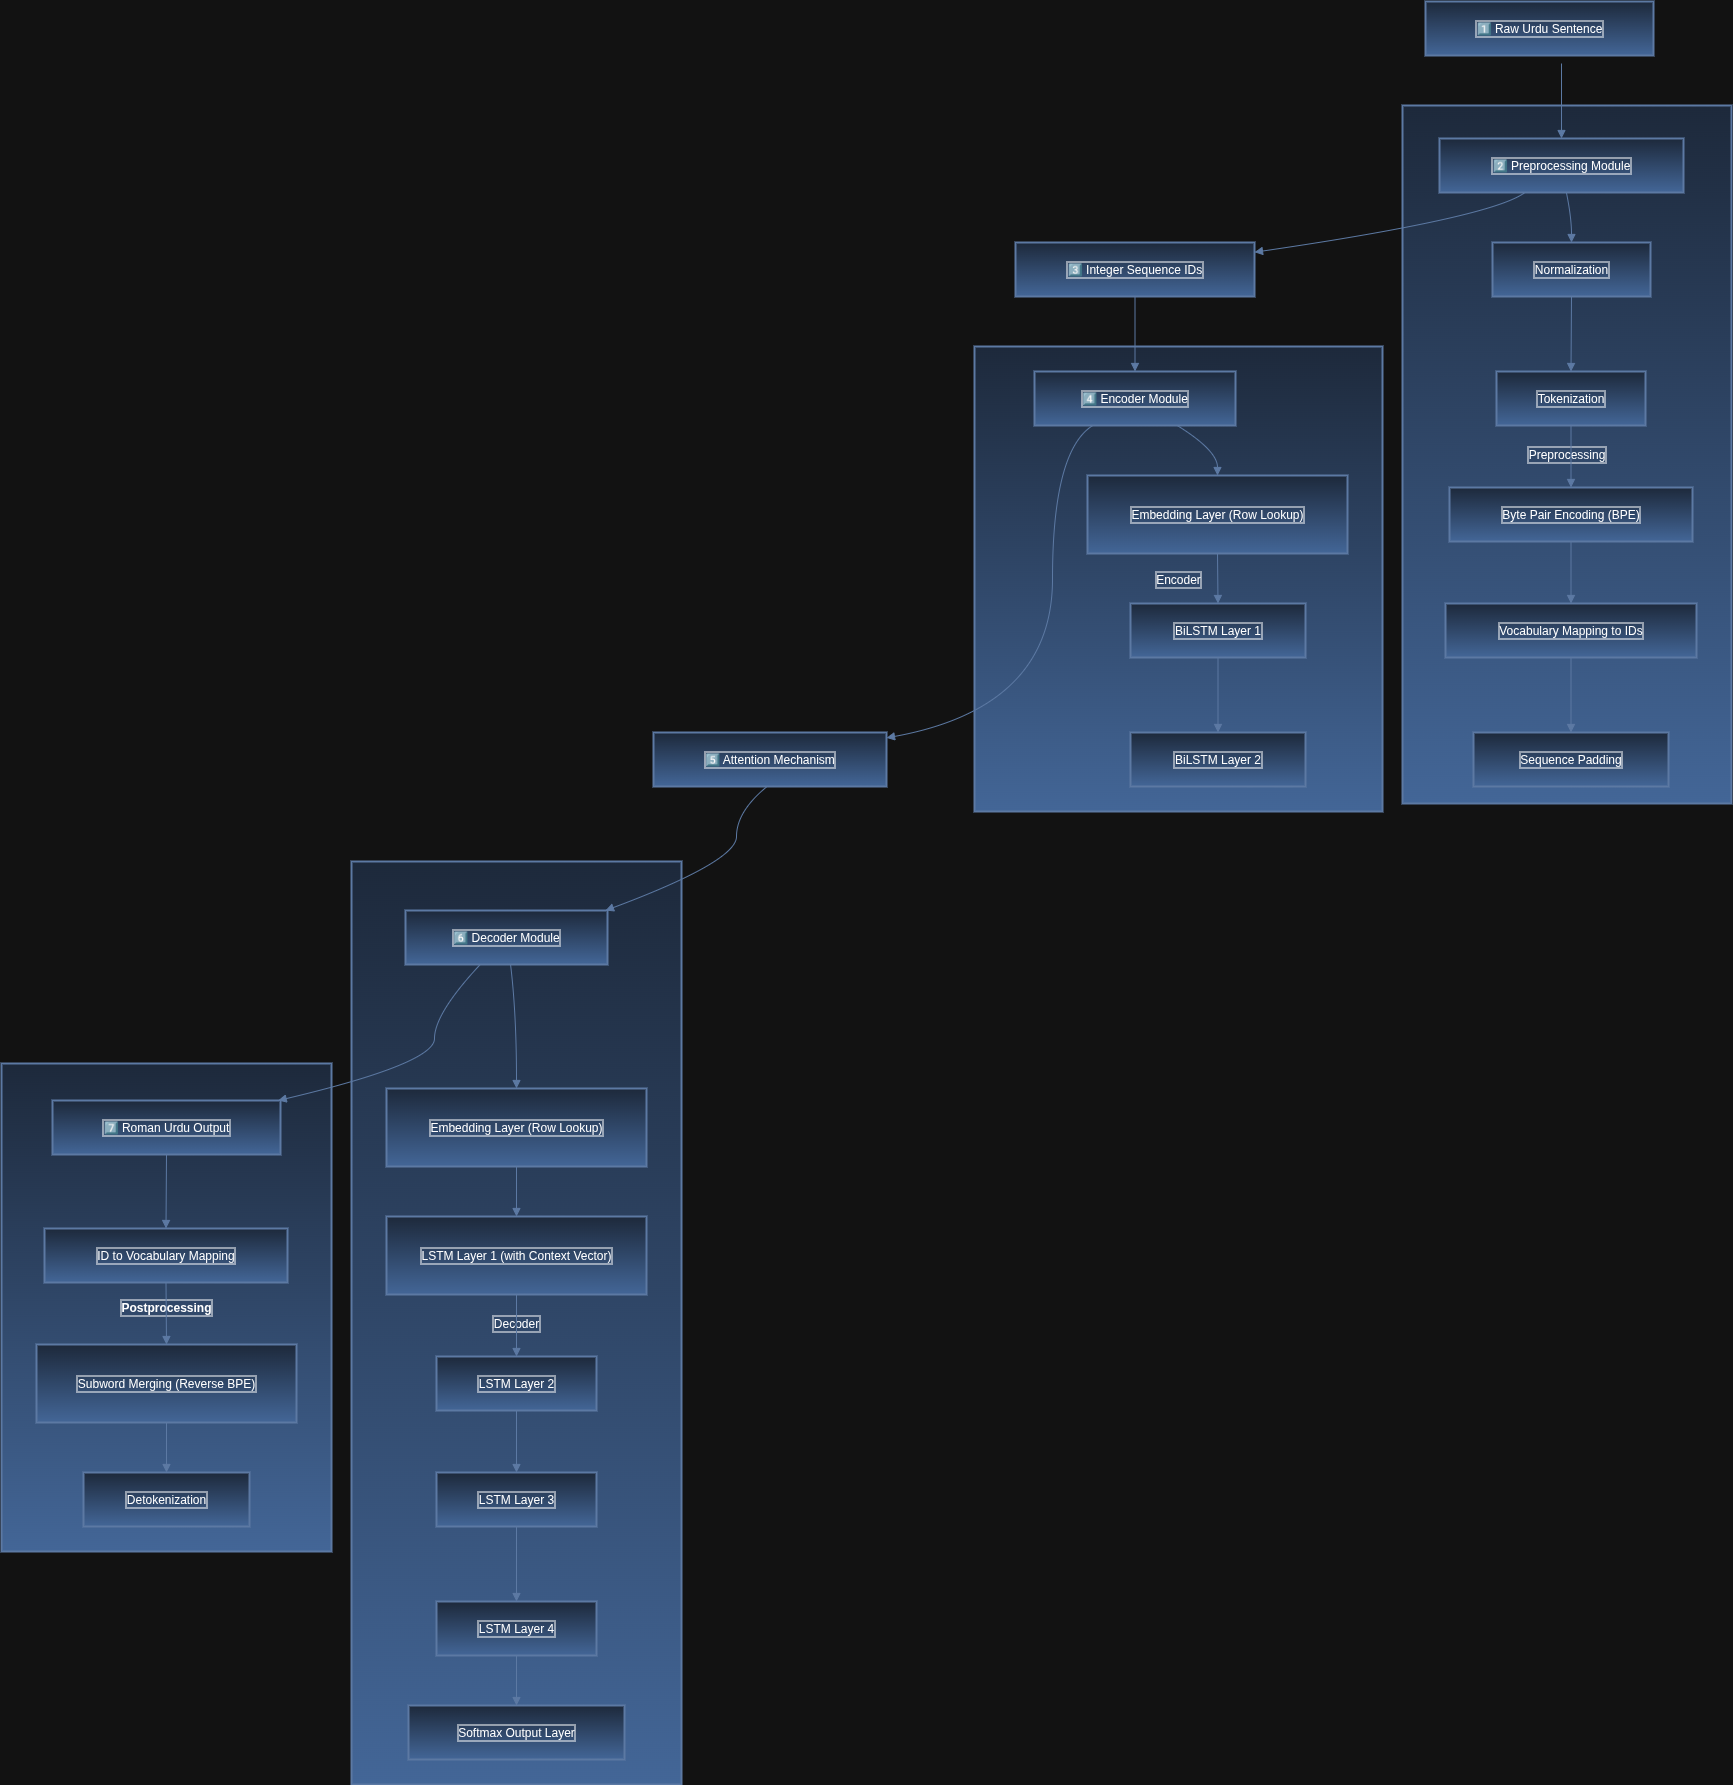 1️⃣ Raw Urdu Sentence
2️⃣ Preprocessing Module
Normalization
Tokenization
Preprocessing
Byte Pair Encoding (BPE)
Vocabulary Mapping to IDs
Sequence Padding
3️⃣ Integer Sequence IDs
4️⃣ Encoder Module
Embedding Layer (Row Lookup)
Encoder
BiLSTM Layer 1
BiLSTM Layer 2
5️⃣ Attention Mechanism
6️⃣ Decoder Module
Embedding Layer (Row Lookup)
LSTM Layer 1 (with Context Vector)
Decoder
LSTM Layer 2
LSTM Layer 3
LSTM Layer 4
Softmax Output Layer
7️⃣ Roman Urdu Output
ID to Vocabulary Mapping
Postprocessing
Subword Merging (Reverse BPE)
Detokenization